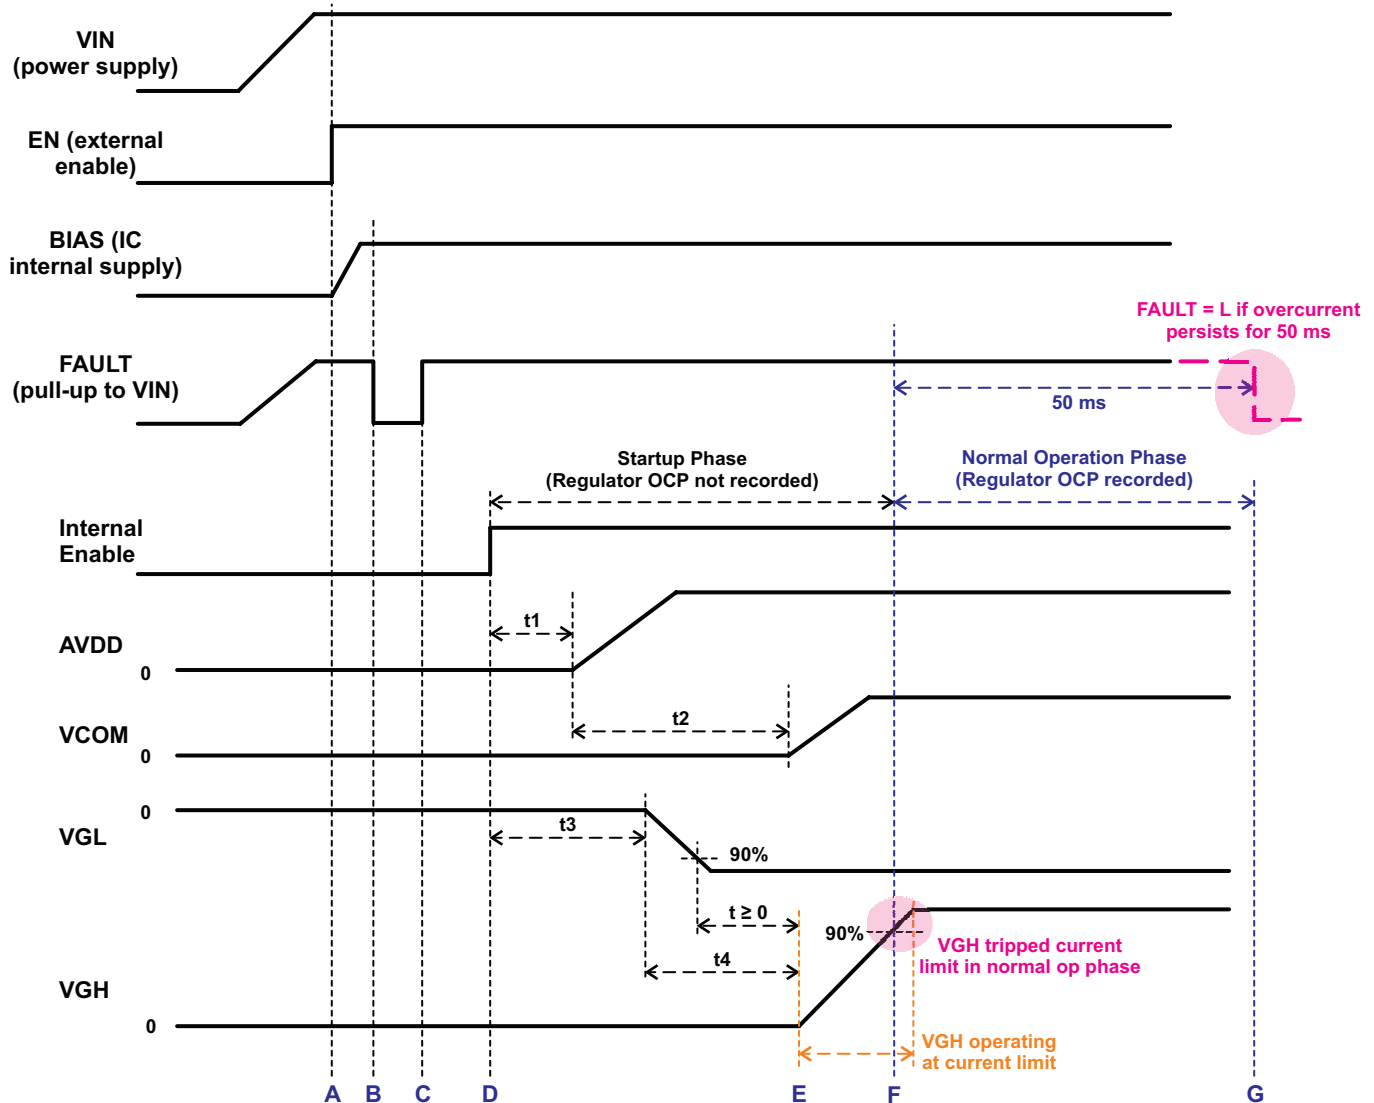 VIN
(power supply)
EN (external
enable)
BIAS (IC
internal supply)
FAULT = L if overcurrent
persists for 50 ms
FAULT
(pull-up to VIN)
50 ms
Startup Phase
(Regulator OCP not recorded)
Normal Operation Phase
(Regulator OCP recorded)
Internal
Enable
t1
AVDD
0
t2
VCOM
0
0
VGL
t3
90%
t ≥ 0
90%
VGH tripped current
limit in normal op phase
t4
VGH
0
VGH operating
at current limit
A B C D E F G